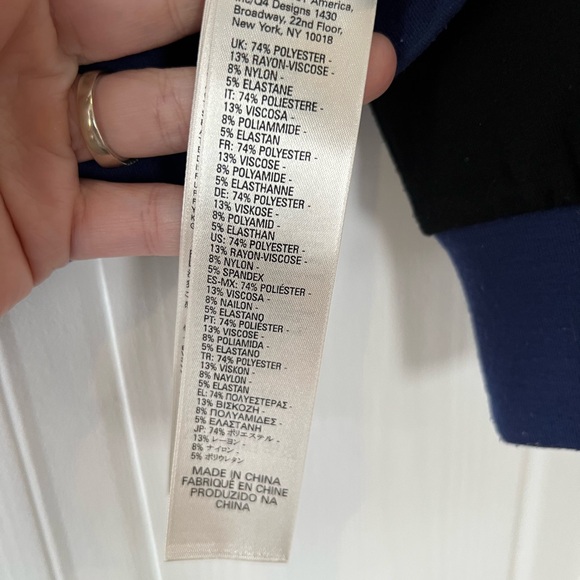 America,
04 Designs 1430
Broadway, 22nd Floor,
New York, NY 10018
UK: 74% POLYESTER -
13% RAYON-VISCOSE -
8% NYLON -
5% ELASTANE
IT: 74% POLIESTERE -
13% VISCOSA -
8% POLIAMMIDE -
5% ELASTAN
FR: 74% POLYESTER -
13% VISCOSE -
8% POLYAMIDE -
5% ELASTHANNE
DE: 74% POLYESTER -
13% VISKOSE -
8% POLYAMID -
5% ELASTHAN
US: 74% POLYESTER -
13% RAYON-VISCOSE -
8% NYLON -
5% SPANDEX
ES-MX: 74% POLIÉSTER -
13% VISCOSA -
8% NAILON -
5% ELASTANO
PT: 74% POLIÉSTER -
13% VISCOSE -
8% POLIAMIDA -
5% ELASTANO
TR: 74% POLYESTER -
13% VISKON -
8% NAYLON -
5% ELASTAN
EL: 74% ΠΟΛΥΕΣΤΕΡΑΣ -
13% ΒΙΣΚΟΖΗ -
8% ΠΟΛΥΑΜΙΔΕΣ -
5% ΕΛΑΣΤΑΝΗ
JP: 74% ポリエステル -
13% レーヨン -
8% ナイロン -
5% ポリウレタン
MADE IN CHINA
FABRIQUÉ EN CHINE
PRODUZIDO NA
CHINA